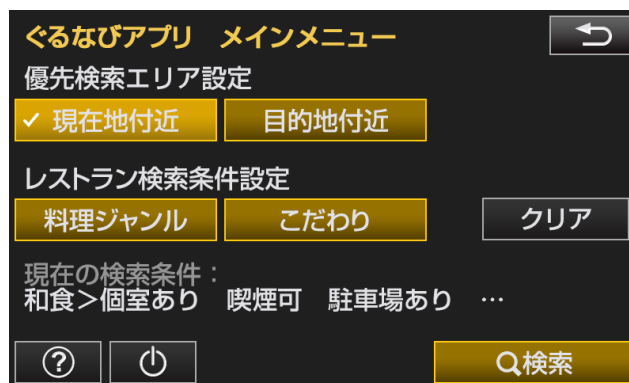 ぐるなびアプリ　メインメニュー
優先検索エリア設定
✓ 現在地付近　目的地付近
レストラン検索条件設定
料理ジャンル　こだわり　クリア
現在の検索条件：
和食＞個室あり　喫煙可　駐車場あり　…
? 検索